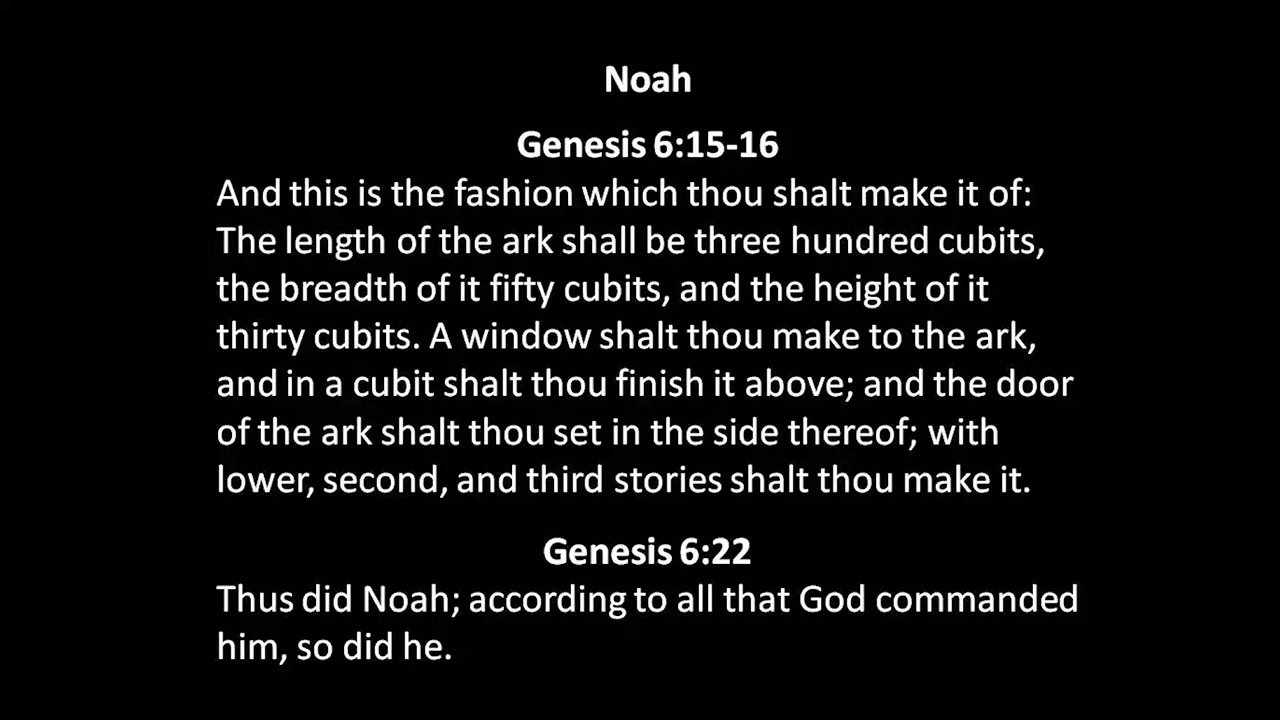 Noah
Genesis 6:15-16
And this is the fashion which thou shalt make it of:
The length of the ark shall be three hundred cubits,
the breadth of it fifty cubits, and the height of it
thirty cubits. A window shalt thou make to the ark,
and in a cubit shalt thou finish it above; and the door
of the ark shalt thou set in the side thereof; with
lower, second, and third stories shalt thou make it.
Genesis 6:22
Thus did Noah; according to all that God commanded
him, so did he.